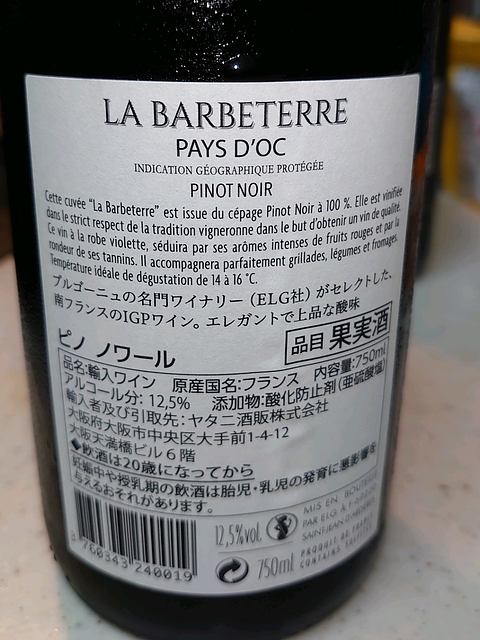 LA BARBETERRE
PAYS D'OC
INDICATION GÉOGRAPHIQUE PROTÉGÉE
PINOT NOIR
Cette cuvée "La Barbeterre" est issue du cépage Pinot Noir à 100 %. Elle est vinifiée
dans le strict respect de la tradition vigneronne dans le but d'obtenir un vin de qualité.
Ce vin à la robe violette, séduira par ses arômes intenses de fruits rouges et par la
rondeur de ses tannins. Il accompagnera parfaitement grillades, légumes et fromages.
Température idéale de dégustation de 14 à 16 °C.
ブルゴーニュの名門ワイナリー(ELG社)がセレクトした、
南フランスのIGPワイン。エレガントで上品な酸味
ピノ ノワール
品目 果実酒
品名:輸入ワイン 原産国名:フランス 内容量:750ml
アルコール分: 12,5% 添加物:酸化防止剤(亜硫酸塩)
輸入者及び引取先:ヤタニ酒販株式会社
大阪府大阪市中央区大手前1-4-12
大阪天満橋ビル6階
◆飲酒は20歳になってから
妊娠中や授乳期の飲酒は胎児・乳児の発育に悪影響を
与えるおそれがあります。
3 760343 240019
12,5%vol.
750ml
MIS EN BOUTEILLE
PAR ELG À
PRODUCT OF FRANCE
CONTAINS SULFITES